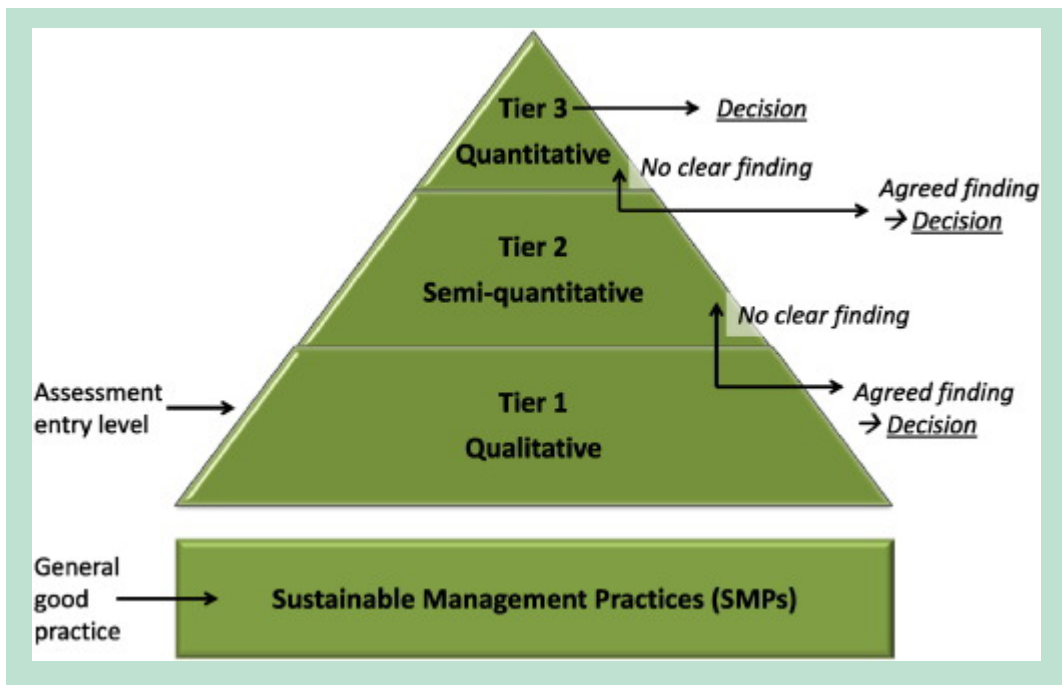 Tier 3
Quantitative
Decision
No clear finding
Agreed finding
→ Decision
Tier 2
Semi-quantitative
No clear finding
Assessment
entry level
Tier 1
Qualitative
Agreed finding
→ Decision
General
good
practice
Sustainable Management Practices (SMPs)